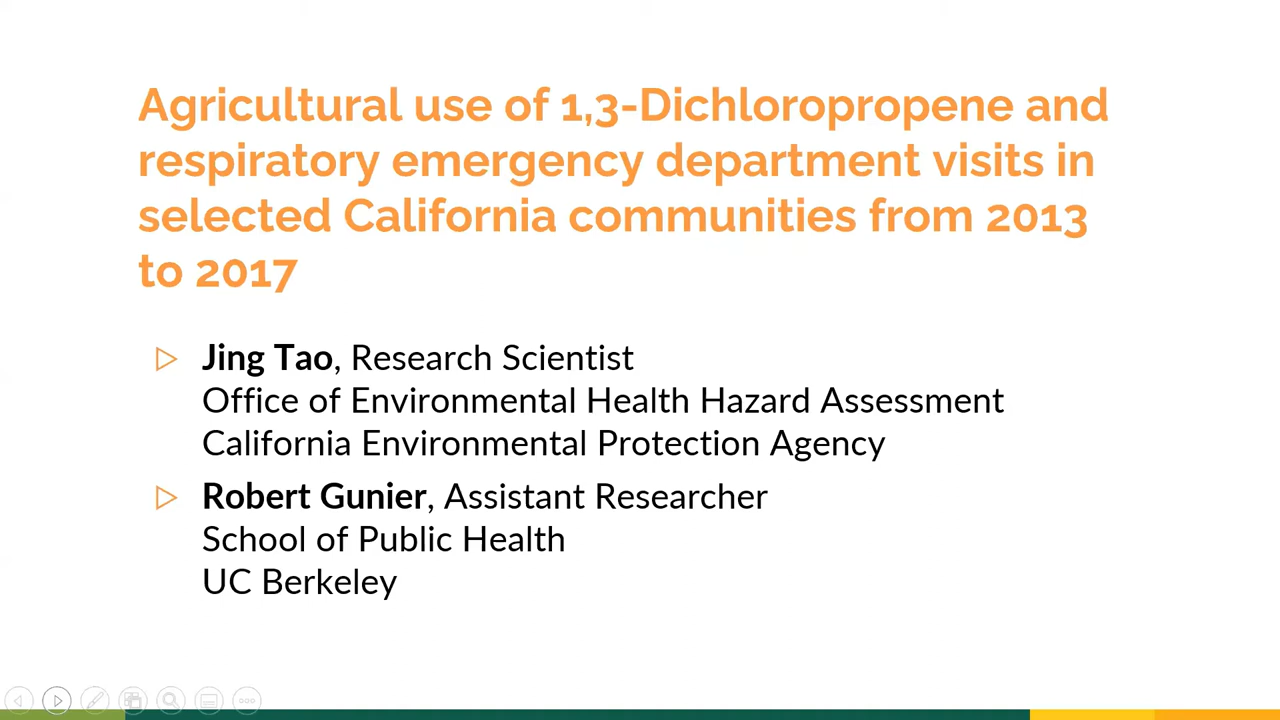 Agricultural use of 1,3-Dichloropropene and
respiratory emergency department visits in
selected California communities from 2013
to 2017
Jing Tao, Research Scientist
Office of Environmental Health Hazard Assessment
California Environmental Protection Agency
Robert Gunier, Assistant Researcher
School of Public Health
UC Berkeley